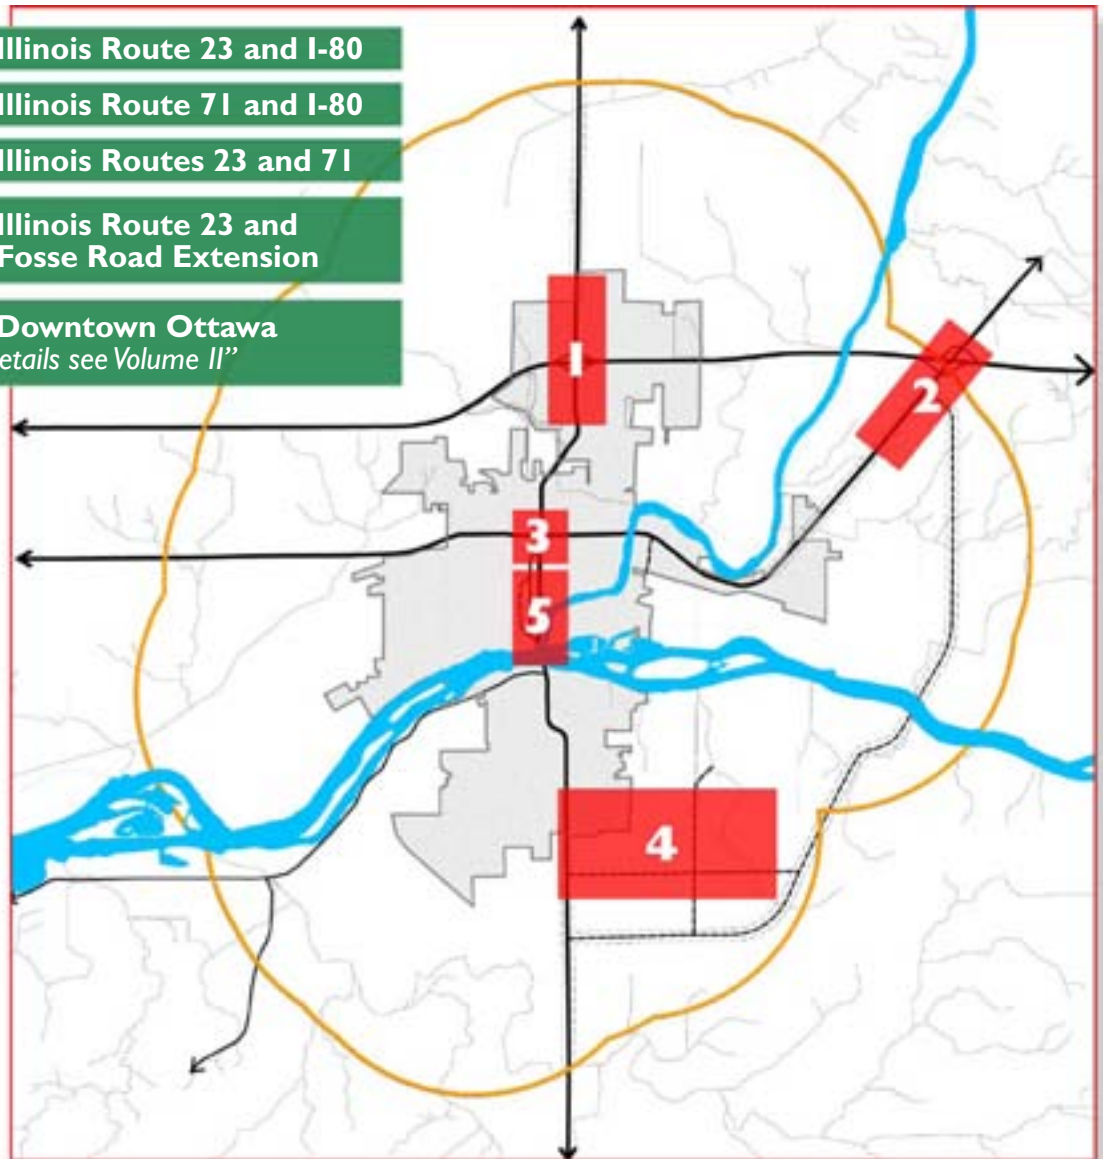 Illinois Route 23 and I-80
Illinois Route 71 and I-80
Illinois Routes 23 and 71
Illinois Route 23 and
Fosse Road Extension
Downtown Ottawa
etails see Volume II”
1
2
3
5
4